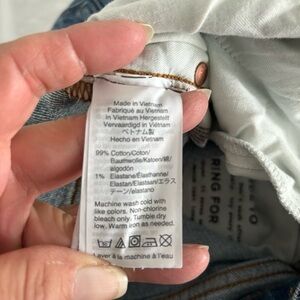 Made in Vietnam
Fabriqué au Vietnam
In Vietnam Hergestellt
Vervaardigd in Vietnam
ベトナム製
Hecho en Vietnam
99% Cotton/Coton/
Baumwolle/Katoen/綿/
algodón
1% Elastane/Elasthanne/
Elastan/Elastaan/エラス
テーン/elastano
Machine wash cold with
like colors. Non-chlorine
bleach only. Tumble dry
low. Warm iron as needed.
Laver à la machine à l'eau
RING FOR